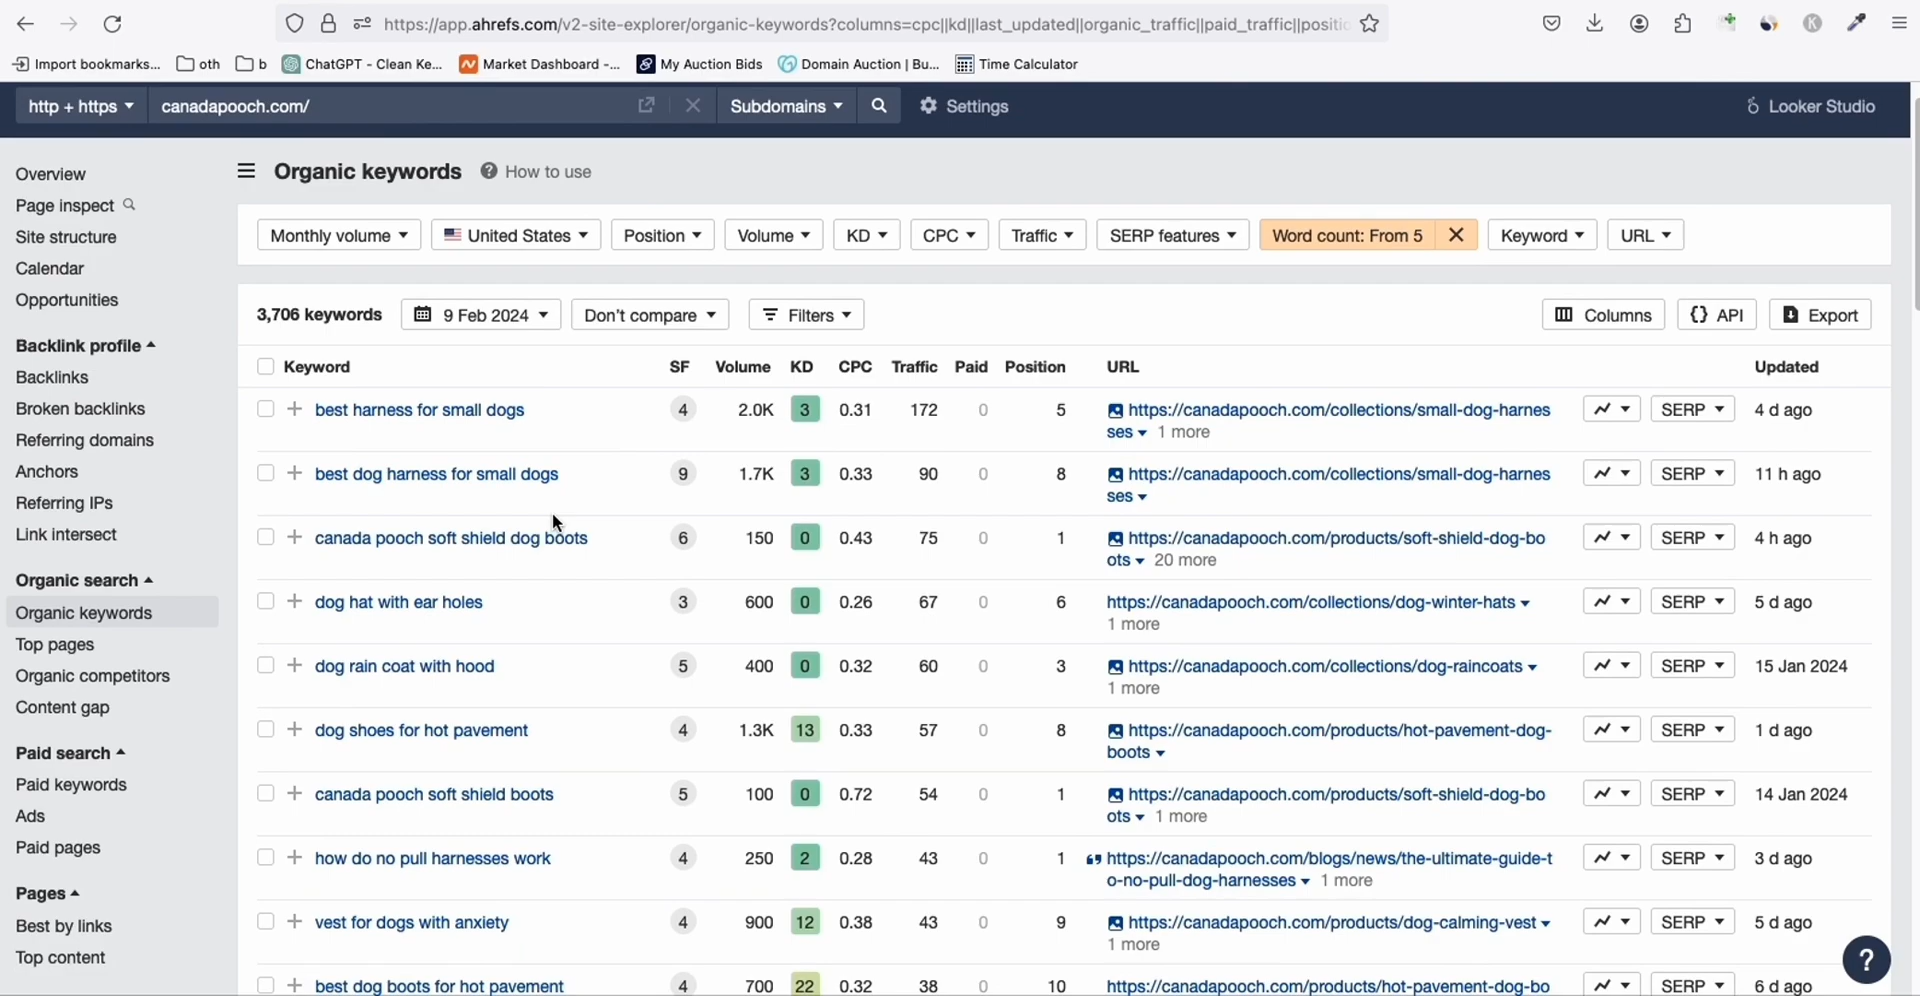 https://app.ahrefs.com/v2-site-explorer/organic-keywords?columns=cpc||kd||last_updated||organic_traffic||paid_traffic||positic
K
Import bookmarks... oth b ChatGPT - Clean Ke... Market Dashboard -... My Auction Bids Domain Auction | Bu... Time Calculator
http + https canadapooch.com/ Subdomains Settings Looker Studio
Overview
Page inspect
Site structure
Calendar
Opportunities
Backlink profile
Backlinks
Broken backlinks
Referring domains
Anchors
Referring IPs
Link intersect
Organic search
Organic keywords
Top pages
Organic competitors
Content gap
Paid search
Paid keywords
Ads
Paid pages
Pages
Best by links
Top content
Organic keywords ? How to use
Monthly volume United States Position Volume KD CPC Traffic SERP features Word count: From 5 Keyword URL
3,706 keywords 9 Feb 2024 Don't compare Filters Columns {} API Export
Keyword SF Volume KD CPC Traffic Paid Position URL Updated
best harness for small dogs 4 2.0K 3 0.31 172 0 5 https://canadapooch.com/collections/small-dog-harnes SERP 4 d ago
ses 1 more
best dog harness for small dogs 9 1.7K 3 0.33 90 0 8 https://canadapooch.com/collections/small-dog-harnes SERP 11 h ago
ses
canada pooch soft shield dog boots 6 150 0 0.43 75 0 1 https://canadapooch.com/products/soft-shield-dog-bo SERP 4 h ago
ots 20 more
dog hat with ear holes 3 600 0 0.26 67 0 6 https://canadapooch.com/collections/dog-winter-hats SERP 5 d ago
1 more
dog rain coat with hood 5 400 0 0.32 60 0 3 https://canadapooch.com/collections/dog-raincoats SERP 15 Jan 2024
1 more
dog shoes for hot pavement 4 1.3K 13 0.33 57 0 8 https://canadapooch.com/products/hot-pavement-dog- SERP 1 d ago
boots
canada pooch soft shield boots 5 100 0 0.72 54 0 1 https://canadapooch.com/products/soft-shield-dog-bo SERP 14 Jan 2024
ots 1 more
how do no pull harnesses work 4 250 2 0.28 43 0 1 https://canadapooch.com/blogs/news/the-ultimate-guide-t SERP 3 d ago
o-no-pull-dog-harnesses 1 more
vest for dogs with anxiety 4 900 12 0.38 43 0 9 https://canadapooch.com/products/dog-calming-vest SERP 5 d ago
1 more
best dog boots for hot pavement 4 700 22 0.32 38 0 10 https://canadapooch.com/products/hot-pavement-dog-bo SERP 6 d ago
?